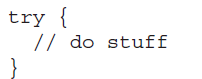 try {
  // do stuff
}